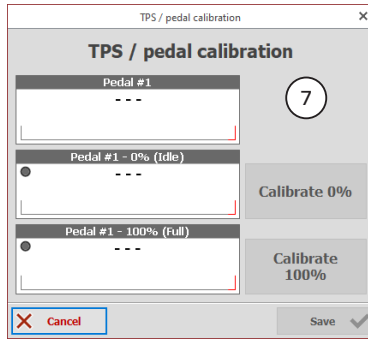 TPS / pedal calibration
TPS / pedal calibration
Pedal #1
- - -
7
Pedal #1 - 0% (Idle)
- - -
Calibrate 0%
Pedal #1 - 100% (Full)
- - -
Calibrate
100%
Cancel
Save